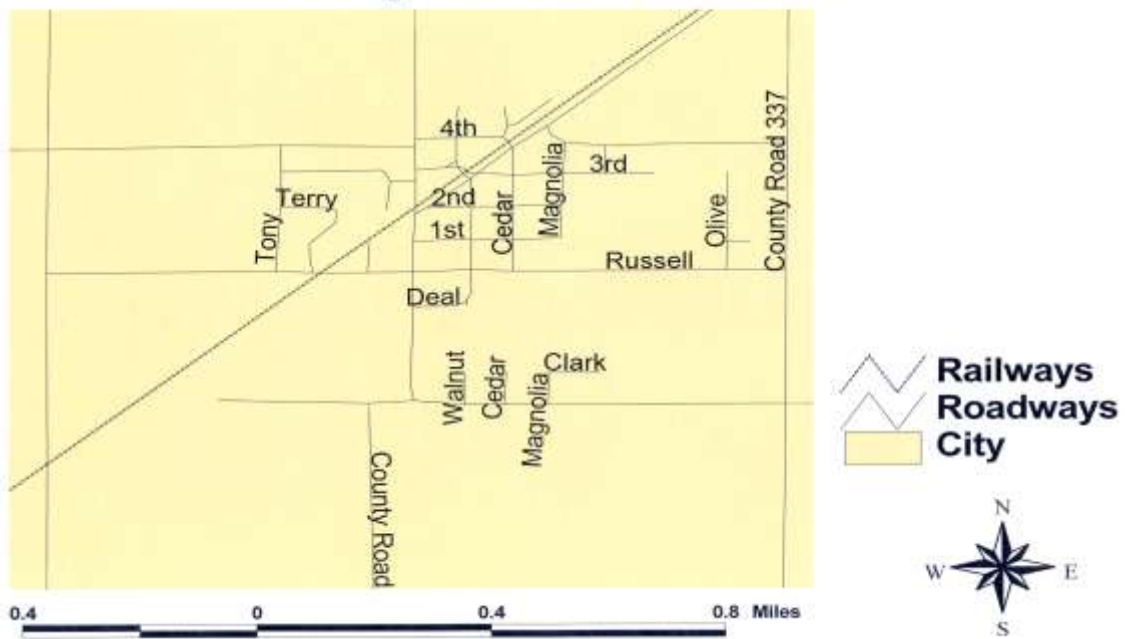 4th
3rd
Terry
2nd
1st
Tony
Cedar
Magnolia
Olive
County Road 337
Russell
Deal
Walnut
Cedar
Magnolia
Clark
County Road
Railways
Roadways
City
N
W
E
S
0.4
0
0.4
0.8
Miles